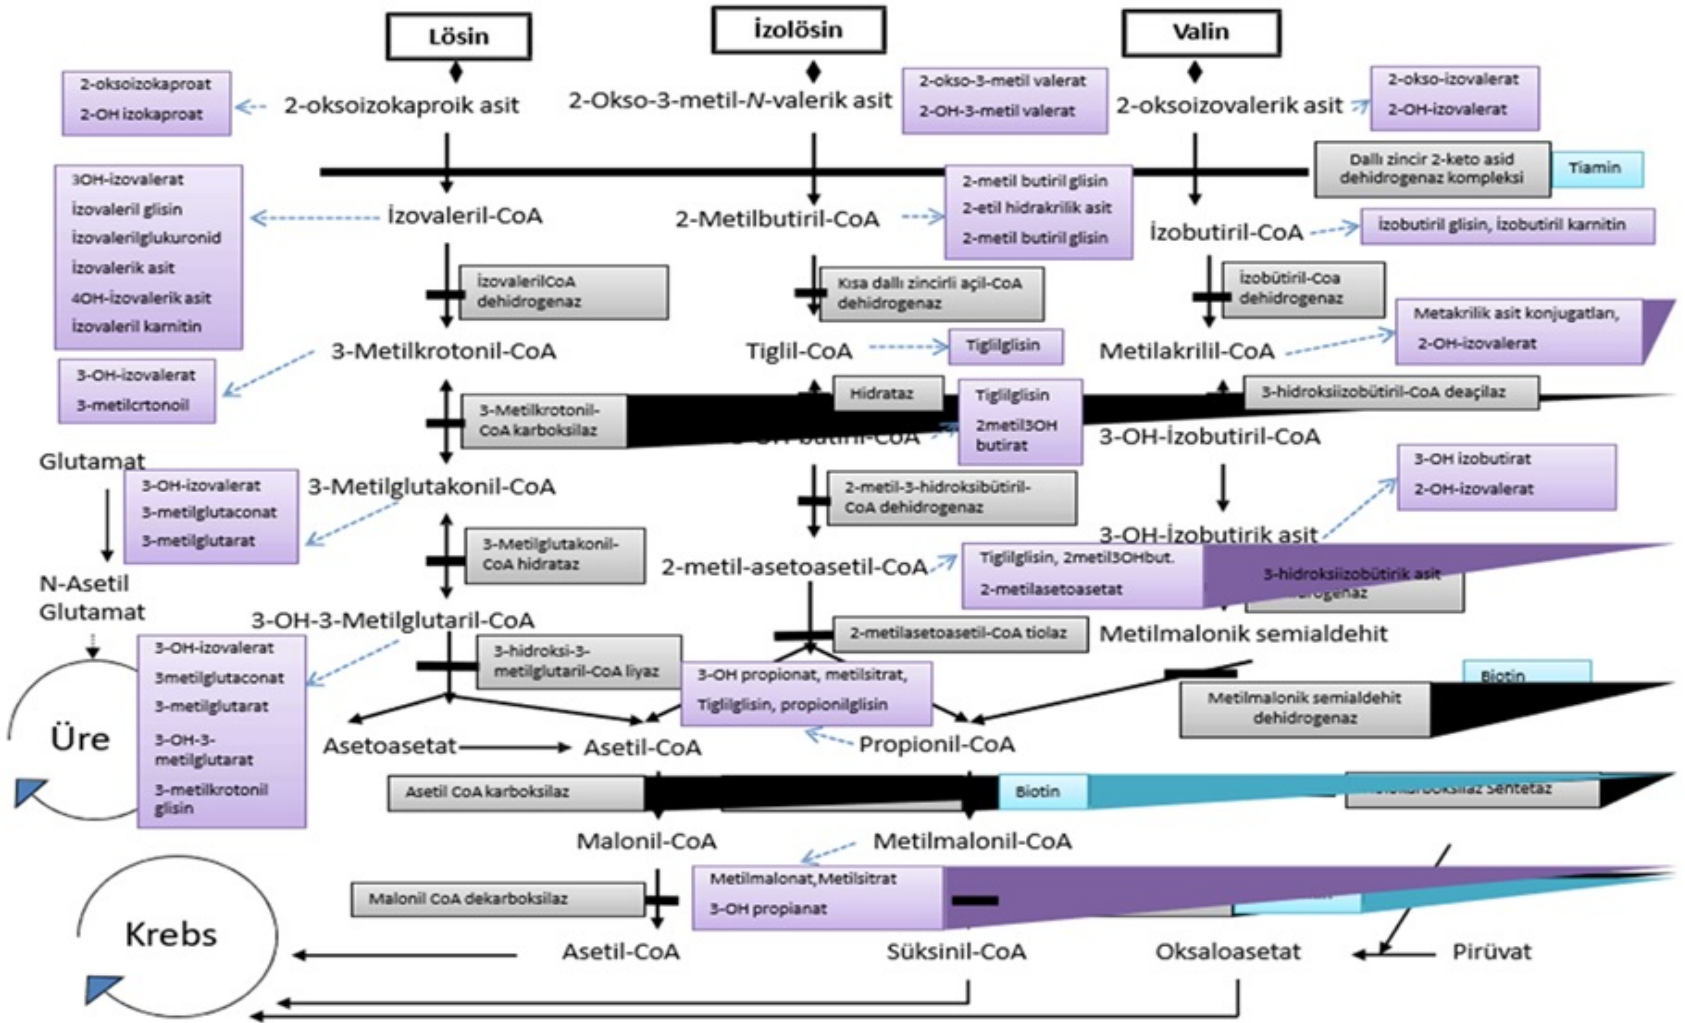 Lösin
İzolösin
Valin
2-oksoizokaproat
2-OH izokaproat
2-oksoizokaproik asit
2-Okso-3-metil-N-valerik asit
2-okso-3-metil valerat
2-OH-3-metil valerat
2-oksoizovalerik asit
2-okso-izovalerat
2-OH-izovalerat
Dallı zincir 2-keto asid
dehidrogenaz kompleksi
Tiamin
3OH-izovalerat
İzovaleril glisin
İzovalerilglukuronid
İzovalerik asit
4OH-İzovalerik asit
İzovaleril karnitin
İzovaleril-CoA
2-Metilbutiril-CoA
2-metil butiril glisin
2-etil hidrakrilik asit
2-metil butiril glisin
İzobutiril-CoA
İzobutiril glisin, İzobutiril karnitin
İzovalerilCoA
dehidrogenaz
Kısa dallı zincirli açil-CoA
dehidrogenaz
İzobütiril-Coa
dehidrogenaz
3-Metilkrotonil-CoA
Tiglil-CoA
Tiglilglisin
Metilakrilil-CoA
Metakrilik asit konjugatları,
2-OH-izovalerat
3-OH-izovalerat
3-metilcrtonoil
3-Metilkrotonil-
CoA karboksilaz
Hidrataz
Tiglilglisin
2metil3OH
butirat
3-hidroksiizobütiril-CoA deaçilaz
3-OH-butiril-CoA
3-OH-İzobutiril-CoA
Glutamat
3-OH-izovalerat
3-metilglutaconat
3-metilglutarat
3-Metilglutakonil-CoA
2-metil-3-hidroksibütiril-
CoA dehidrogenaz
3-OH izobutirat
2-OH-izovalerat
3-OH-İzobutirik asit
3-Metilglutakonil-
CoA hidrataz
2-metil-asetoasetil-CoA
Tiglilglisin, 2metil3OHbut.
2-metilasetoasetat
3-hidroksiizobütirik asit
N-Asetil
Glutamat
3-OH-3-Metilglutaril-CoA
2-metilasetoasetil-CoA tiolaz
Metilmalonik semialdehit
3-OH-izovalerat
3metilglutaconat
3-metilglutarat
3-OH-3-
metilglutarat
3-metilkrotonil
glisin
3-hidroksi-3-
metilglutaril-CoA liyaz
3-OH propionat, metilsitrat,
Tiglilglisin, propionilglisin
Biotin
Metilmalonik semialdehit
dehidrogenaz
Üre
Asetoasetat
Asetil-CoA
Propionil-CoA
Asetil CoA karboksilaz
Biotin
Sentetaz
Malonil-CoA
Metilmalonil-CoA
Malonil CoA dekarboksilaz
Metilmalonat,Metilsitrat
3-OH propianat
Krebs
Asetil-CoA
Süksinil-CoA
Oksaloasetat
Pirüvat